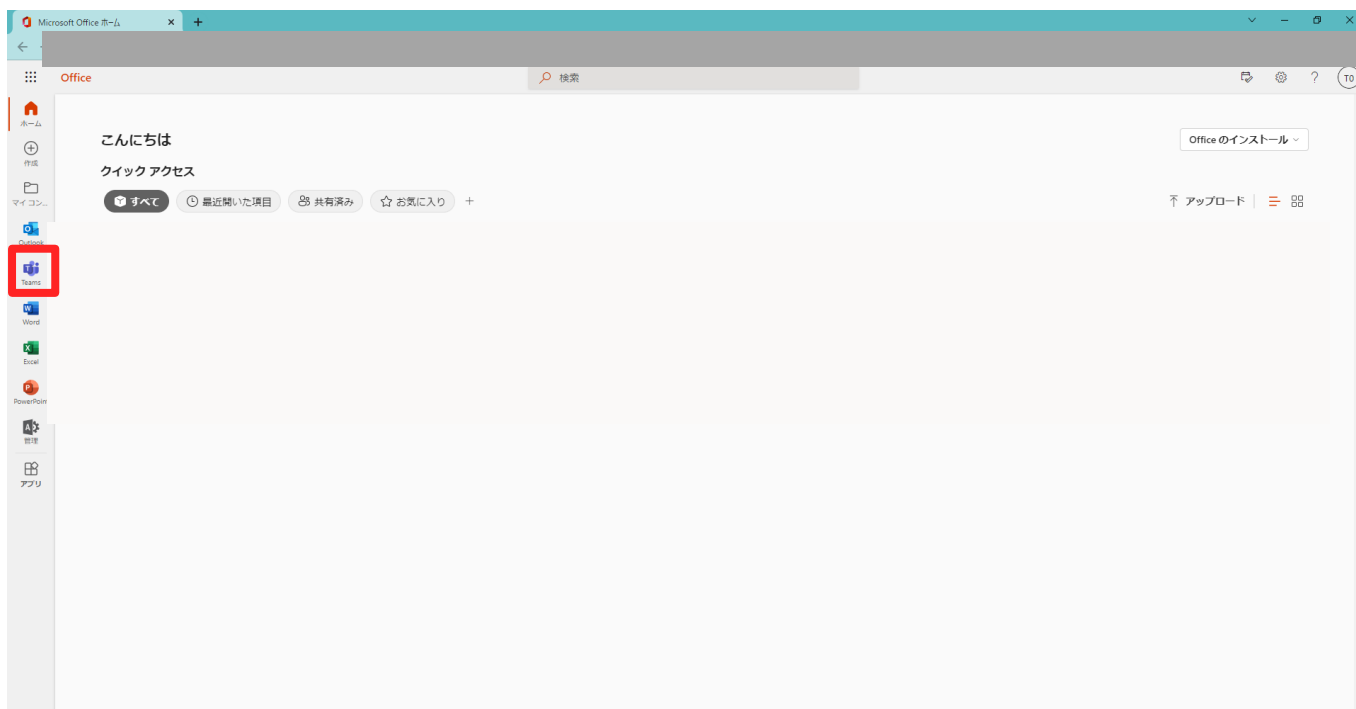 Microsoft Office ホーム
Office
検索
TO
ホーム
作成
マイ コン...
Outlook
Teams
Word
Excel
PowerPoin
管理
アプリ
こんにちは
Office のインストール
クイック アクセス
すべて
最近開いた項目
共有済み
お気に入り
アップロード